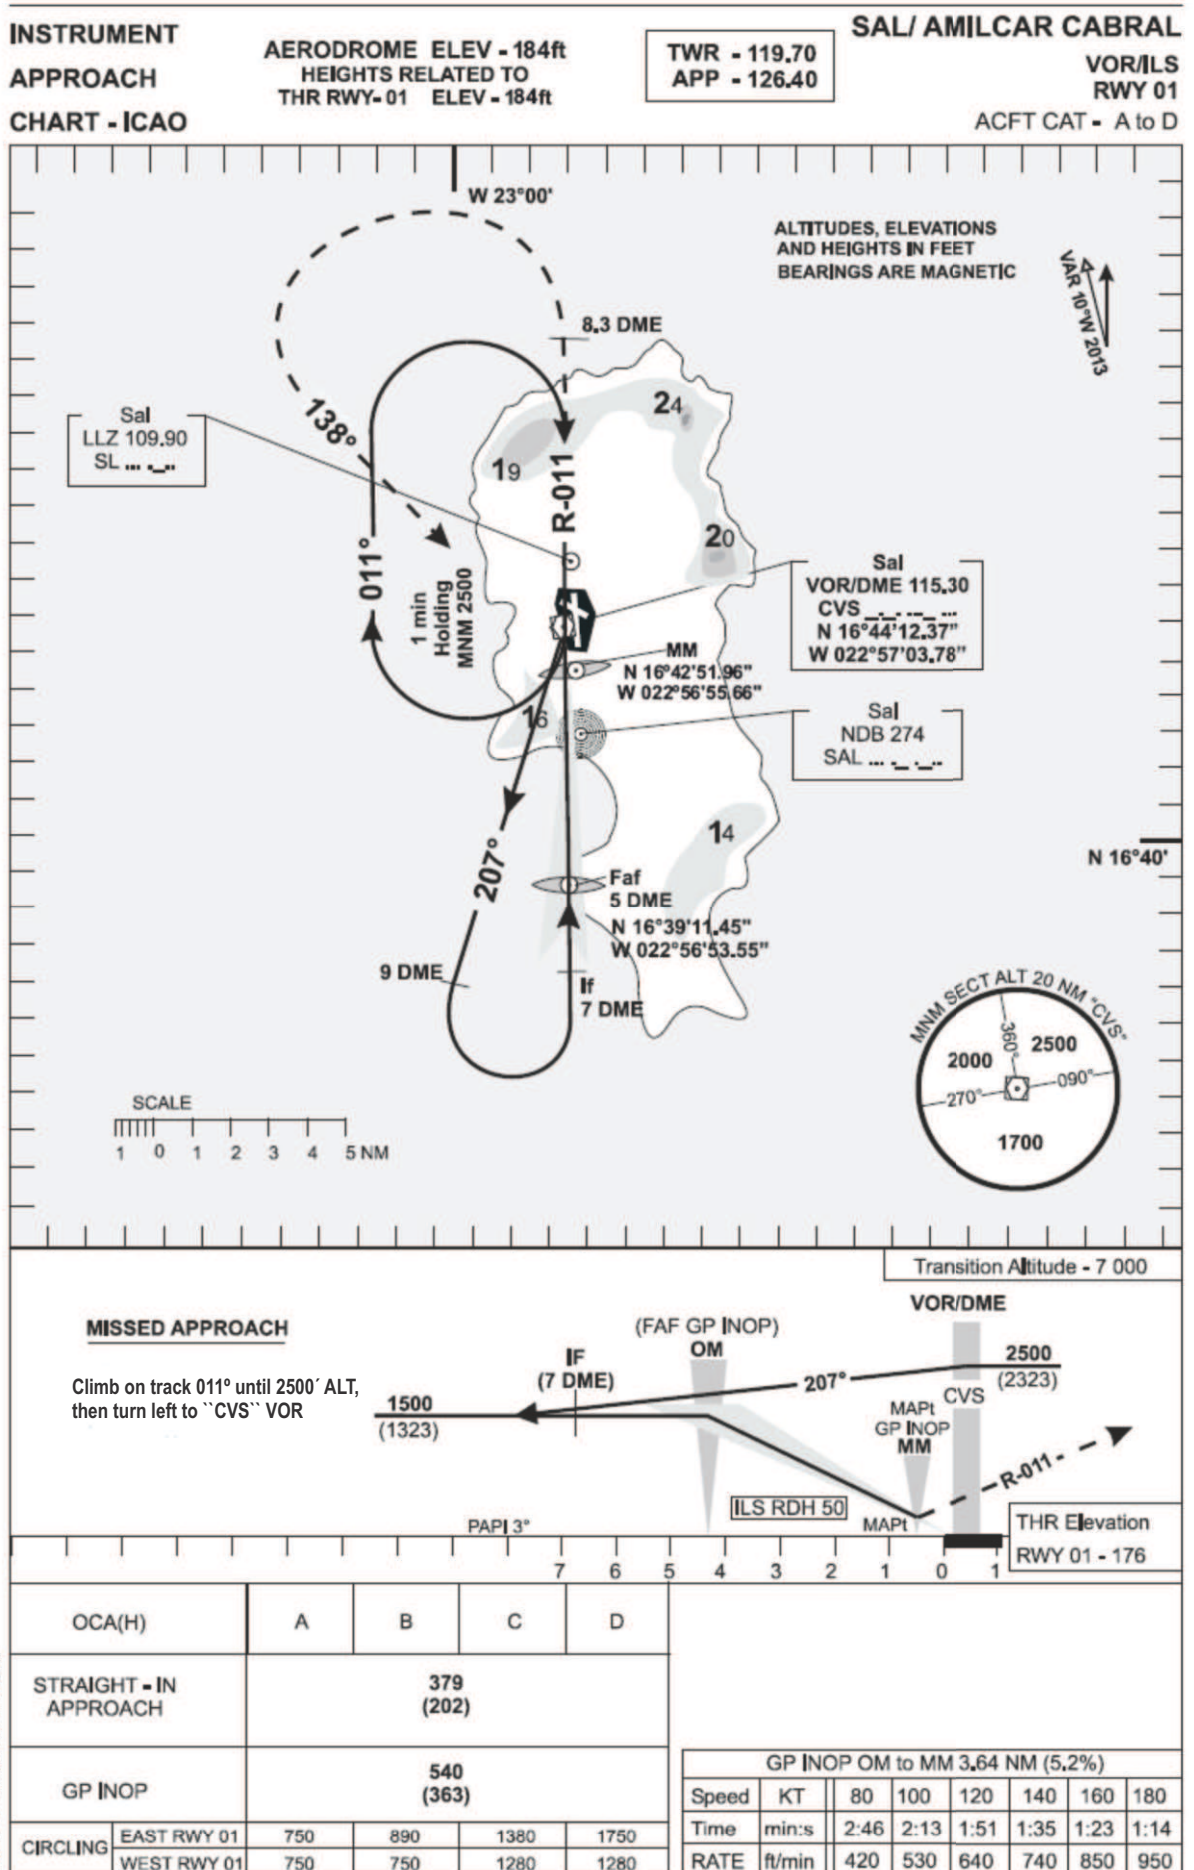 INSTRUMENT
APPROACH
CHART - ICAO
AERODROME ELEV - 184ft
HEIGHTS RELATED TO
THR RWY- 01 ELEV - 184ft
TWR - 119.70
APP - 126.40
SAL/ AMILCAR CABRAL
VOR/ILS
RWY 01
ACFT CAT - A to D
W 23°00'
ALTITUDES, ELEVATIONS
AND HEIGHTS IN FEET
BEARINGS ARE MAGNETIC
VAR 10°W 2013
8.3 DME
Sal
LLZ 109.90
SL ... ._..
138°
24
19
R-011
20
011°
1 min
Holding
MNM 2500
Sal
VOR/DME 115.30
CVS _._. ..._ ...
N 16°44'12.37"
W 022°57'03.78"
MM
N 16°42'51.96"
W 022°56'55.66"
16
Sal
NDB 274
SAL ... ._ ._..
14
N 16°40'
207°
Faf
5 DME
N 16°39'11.45"
W 022°56'53.55"
9 DME
If
7 DME
MNM SECT ALT 20 NM "CVS"
360°
2000
2500
270°
090°
1700
SCALE
1 0 1 2 3 4 5 NM
Transition Altitude - 7 000
MISSED APPROACH
Climb on track 011º until 2500´ ALT,
then turn left to ``CVS`` VOR
VOR/DME
(FAF GP INOP)
OM
IF
(7 DME)
2500
(2323)
207°
CVS
1500
(1323)
MAPt
GP INOP
MM
R-011
ILS RDH 50
PAPI 3°
MAPt
THR Elevation
RWY 01 - 176
7 6 5 4 3 2 1 0 1
OCA(H) A B C D
STRAIGHT - IN
APPROACH
379
(202)
GP INOP
540
(363)
CIRCLING
EAST RWY 01 750 890 1380 1750
WEST RWY 01 750 750 1280 1280
GP INOP OM to MM 3.64 NM (5.2%)
Speed KT 80 100 120 140 160 180
Time min:s 2:46 2:13 1:51 1:35 1:23 1:14
RATE ft/min 420 530 640 740 850 950